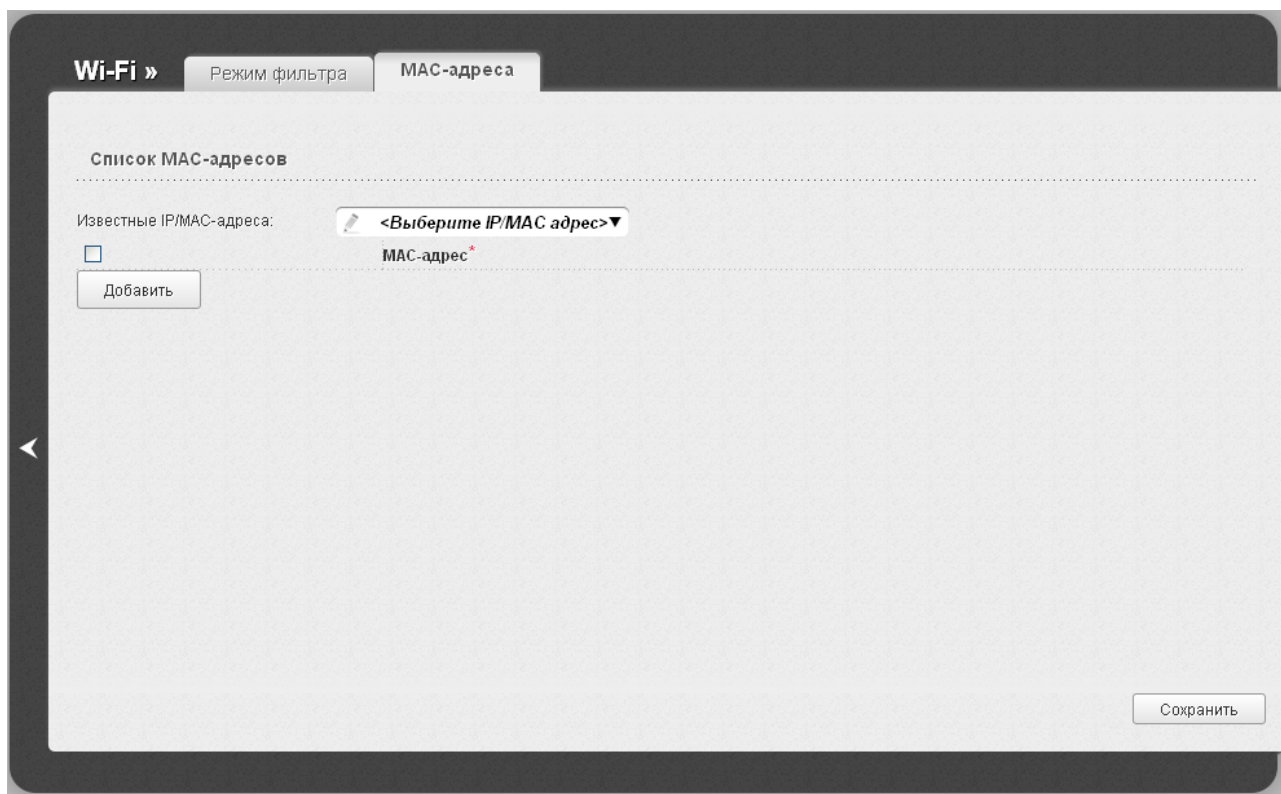 Wi-Fi » Режим фильтра MAC-адреса
Список MAC-адресов
Известные IP/MAC-адреса: <Выберите IP/MAC адрес>▼
MAC-адрес*
Добавить
Сохранить